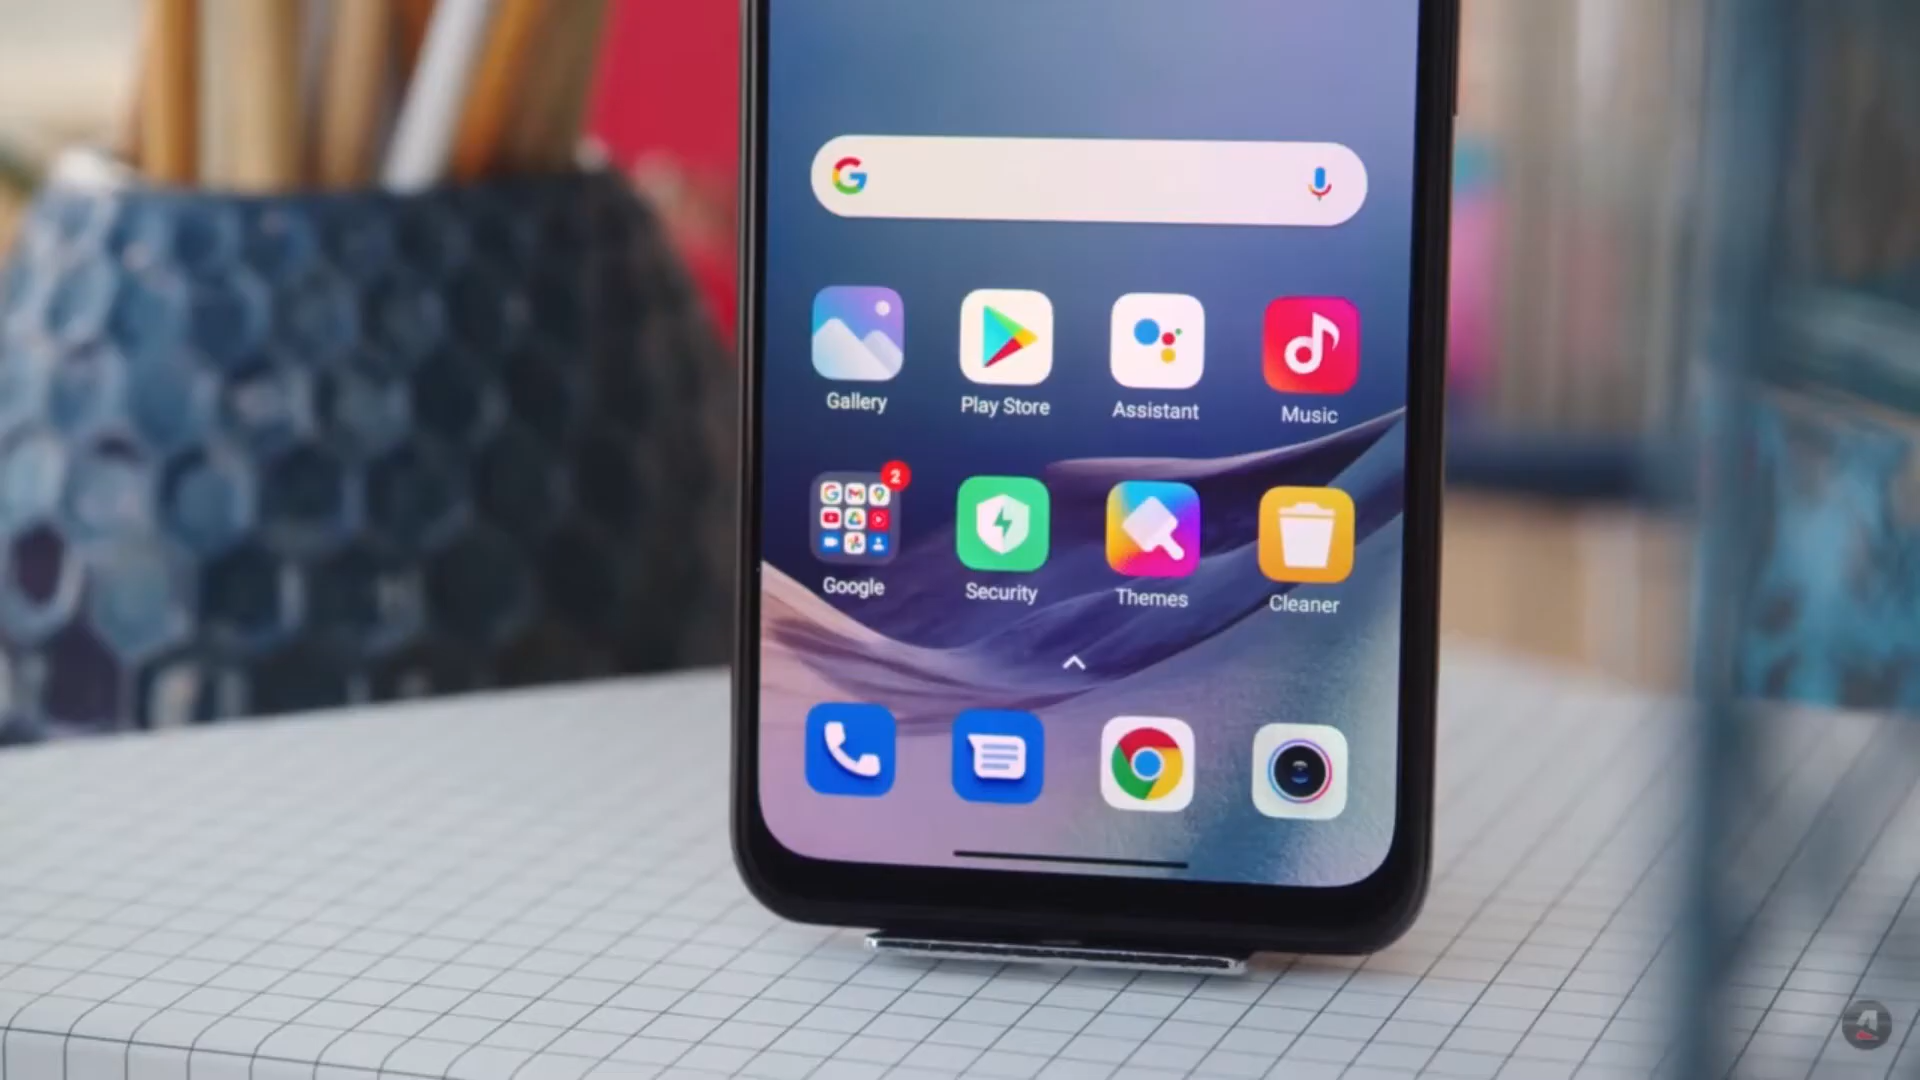 Gallery
Play Store
Assistant
Music
2
Google
Security
Themes
Cleaner